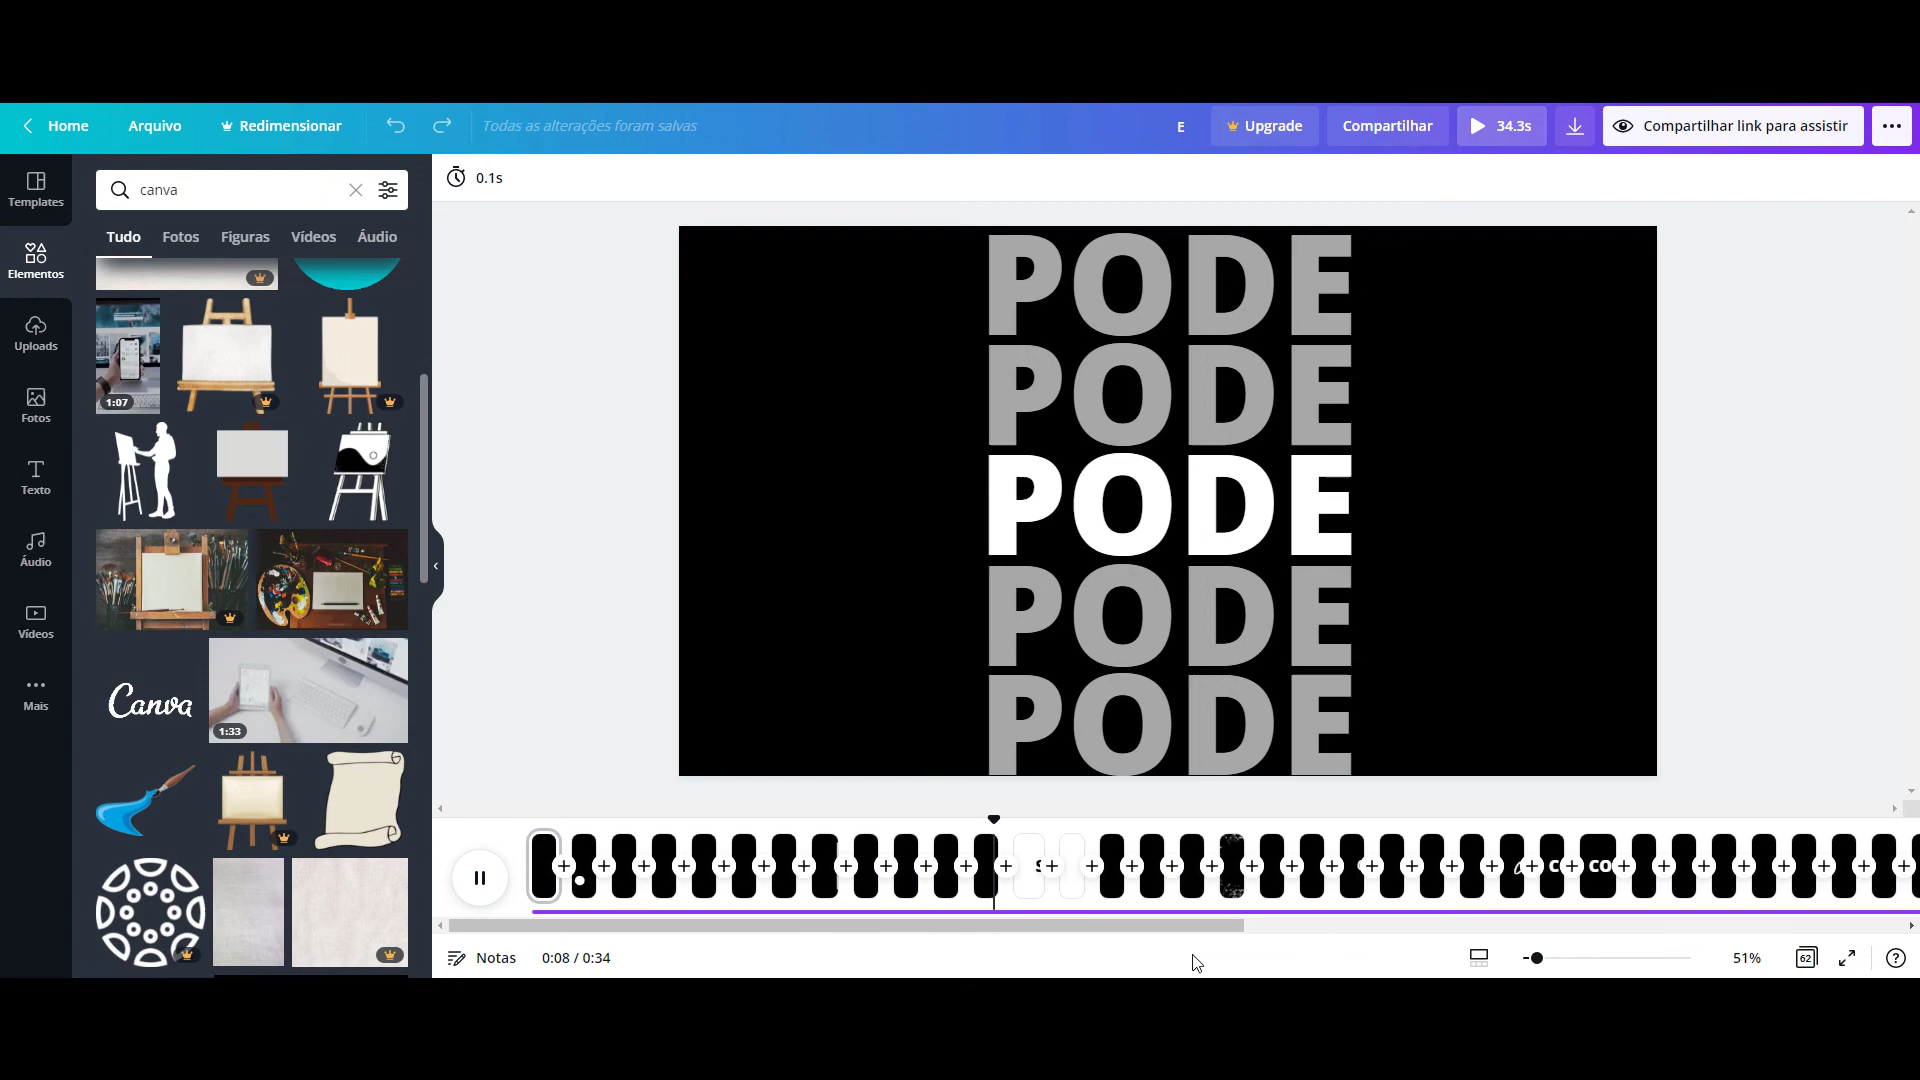 Home
Arquivo
Redimensionar
Todas as alterações foram salvas
E
Upgrade
Compartilhar
34.3s
Compartilhar link para assistir
Templates
Elementos
Uploads
Fotos
Texto
Áudio
Vídeos
Mais
canva
Tudo
Fotos
Figuras
Vídeos
Áudio
1:07
Canva
1:33
0.1s
PODE
PODE
PODE
PODE
PODE
CO
Notas
0:08 / 0:34
51%
62
?